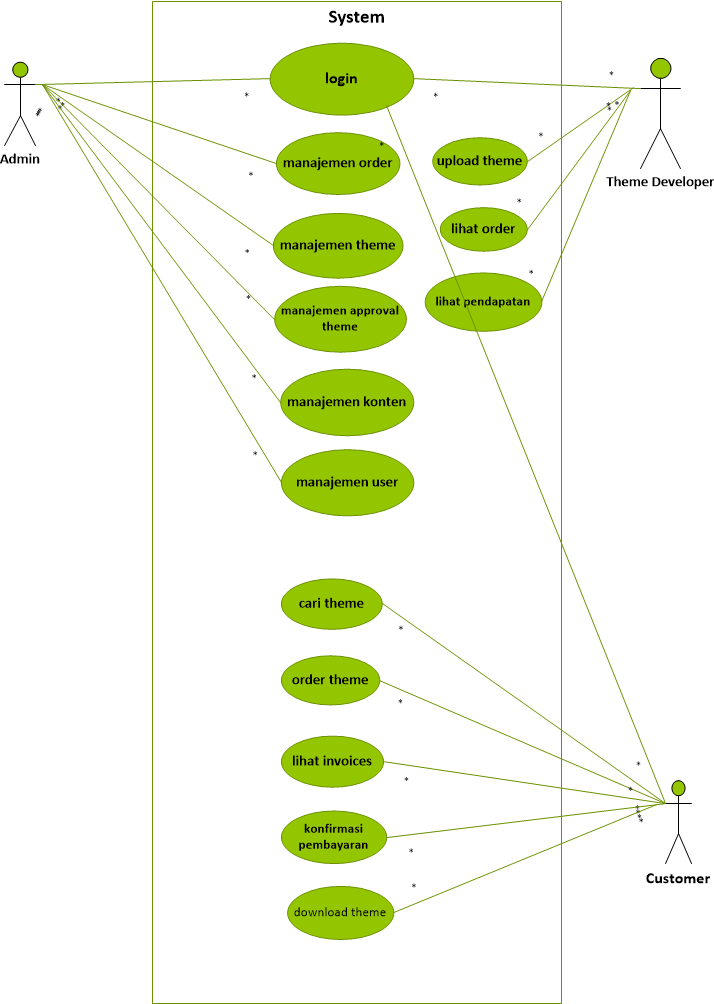 System
login
Admin
Theme Developer
manajemen order
upload theme
manajemen theme
lihat order
manajemen approval
theme
lihat pendapatan
manajemen konten
manajemen user
cari theme
order theme
lihat invoices
konfirmasi
pembayaran
Customer
download theme